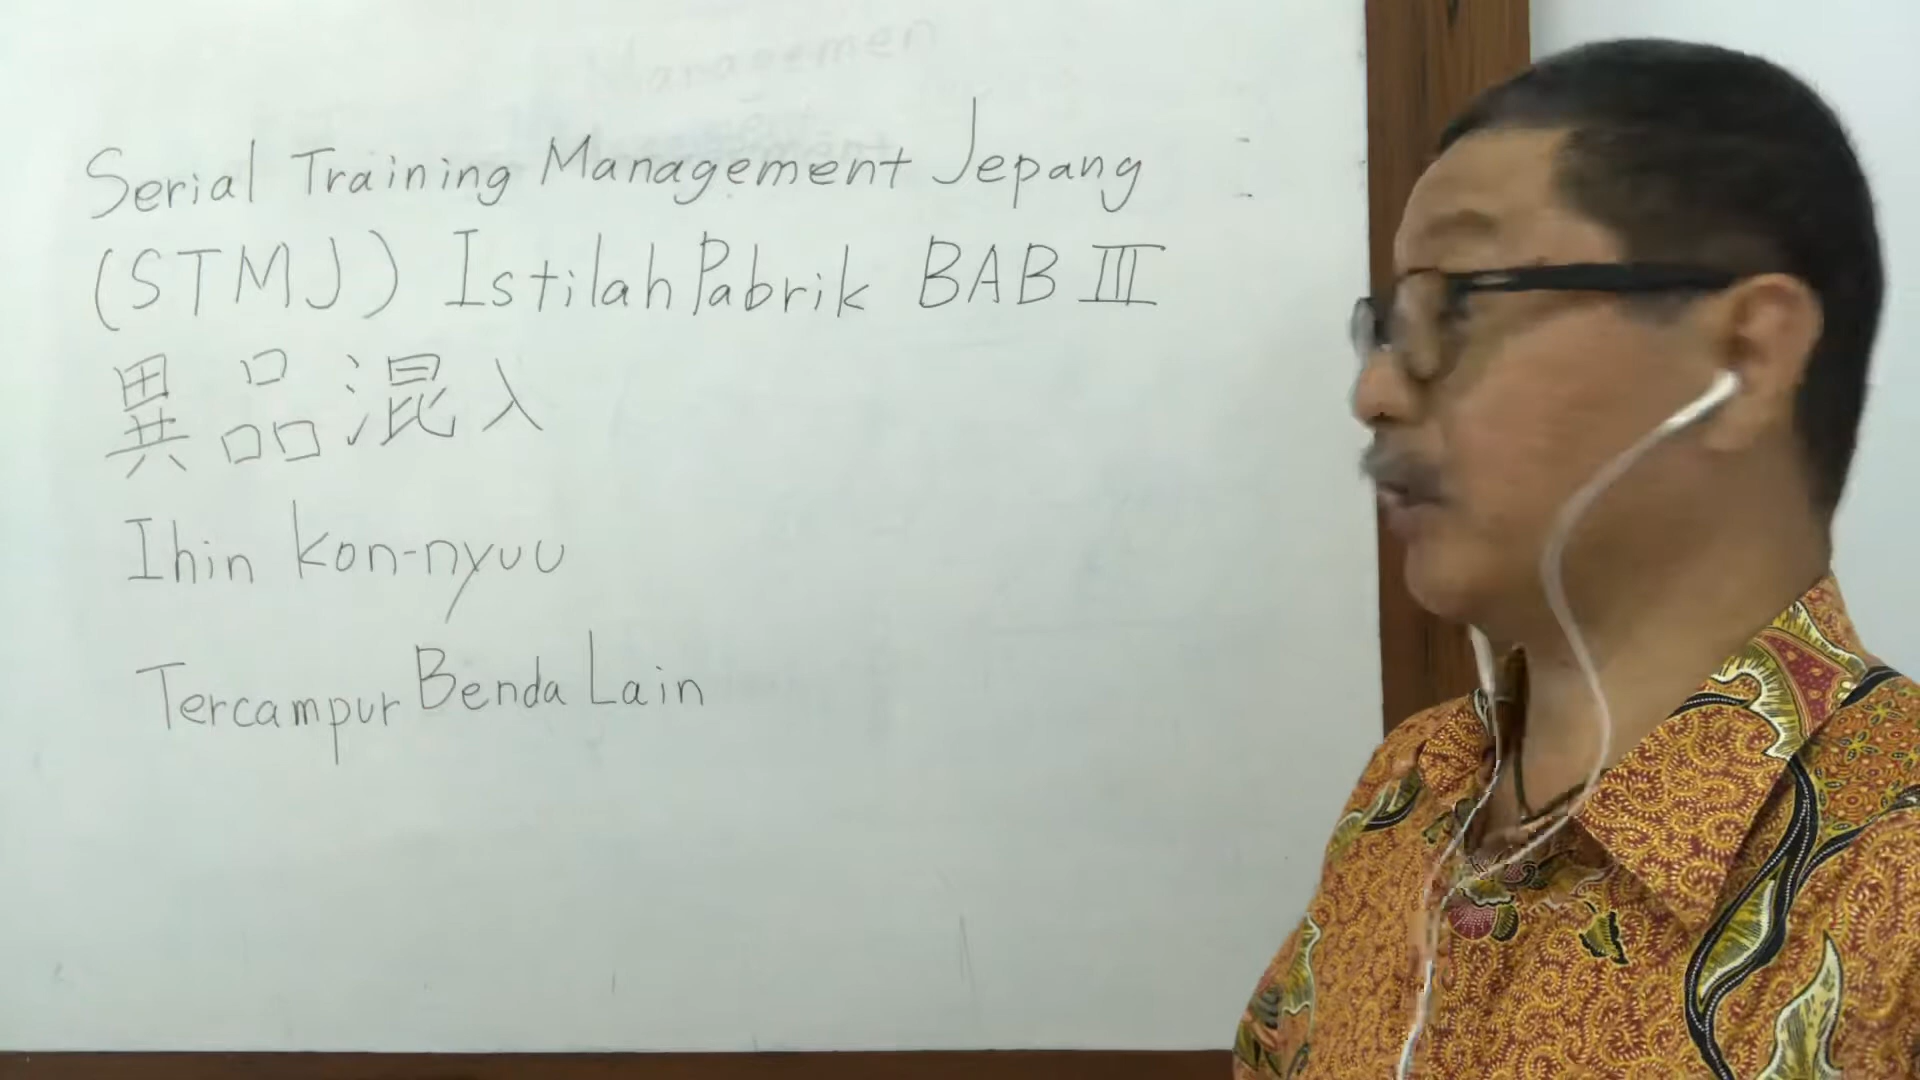 Serial Training Management Jepang
(STMJ) Istilah Pabrik BAB III
異品混入
Ihin kon-nyuu
Tercampur Benda Lain